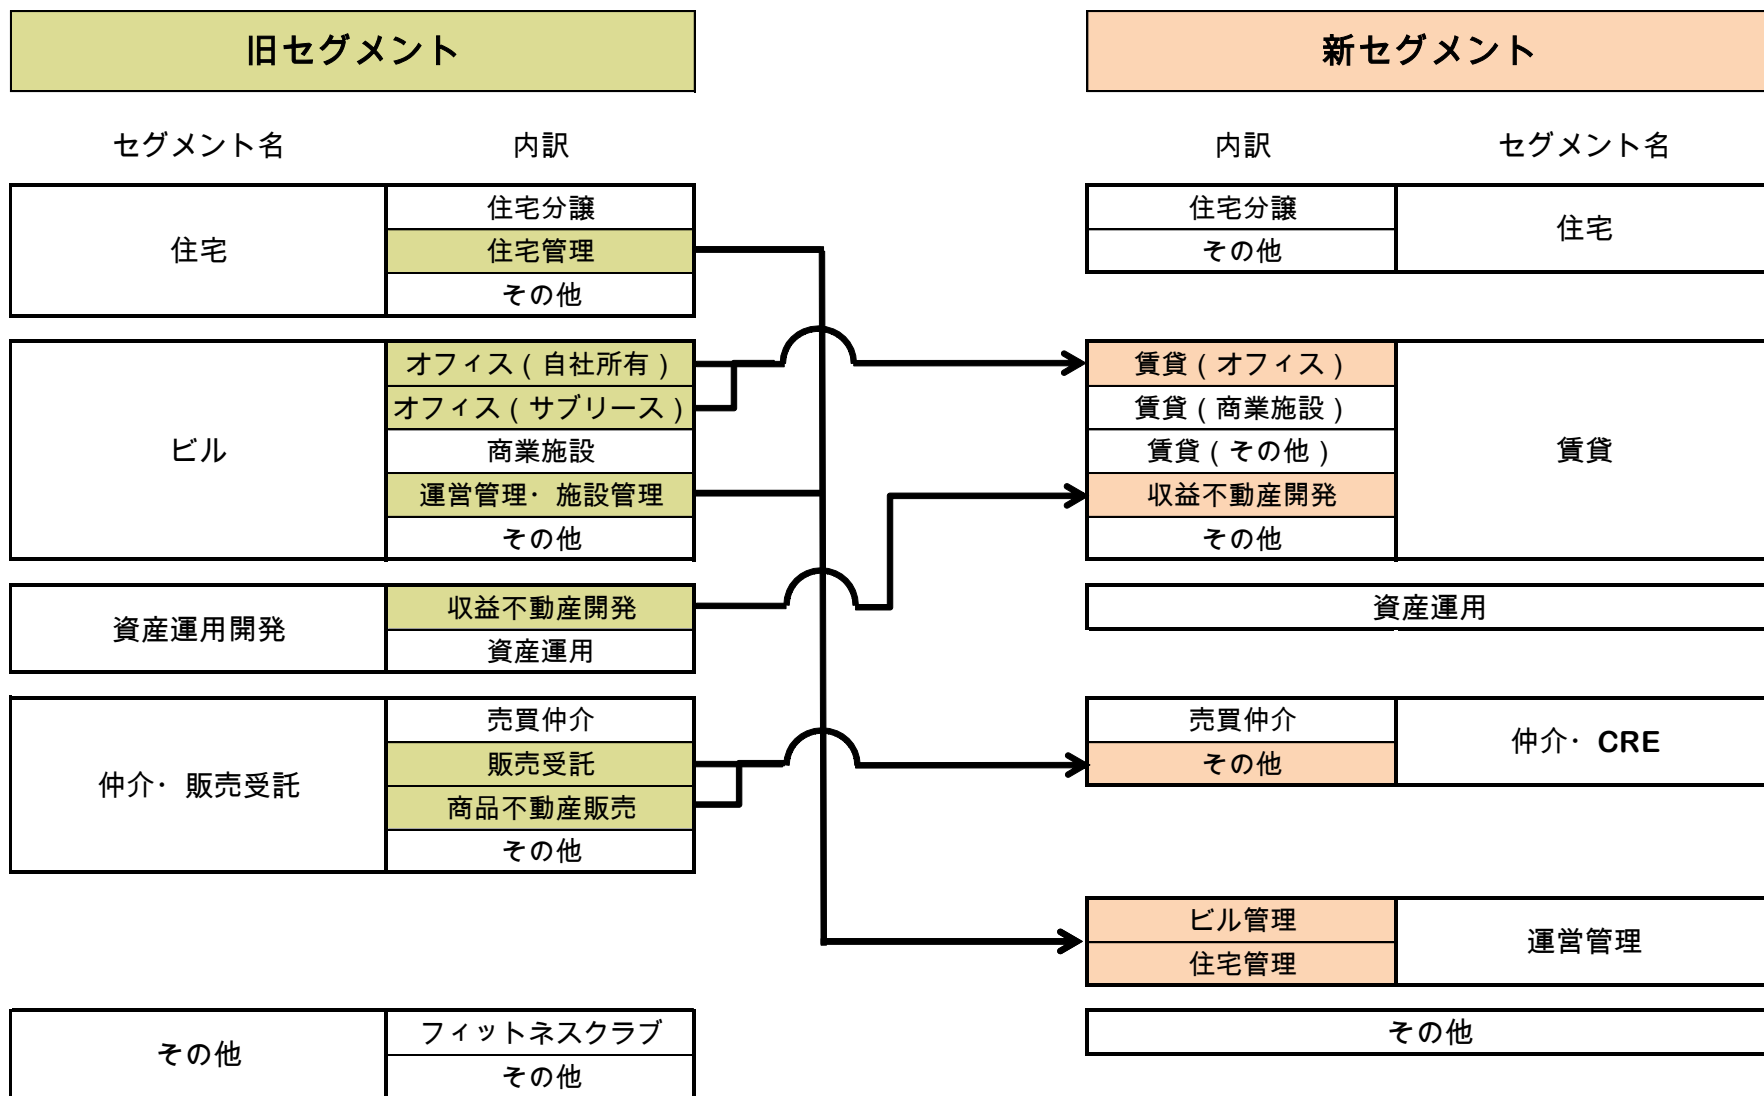 旧セグメント
新セグメント
セグメント名
内訳
内訳
セグメント名
住宅
住宅分譲
住宅管理
その他
ビル
オフィス（自社所有）
オフィス（サブリース）
商業施設
運営管理・施設管理
その他
資産運用開発
収益不動産開発
資産運用
仲介・販売受託
売買仲介
販売受託
商品不動産販売
その他
その他
フィットネスクラブ
その他
住宅分譲
その他
住宅
賃貸（オフィス）
賃貸（商業施設）
賃貸（その他）
収益不動産開発
その他
賃貸
資産運用
売買仲介
その他
仲介・CRE
ビル管理
住宅管理
運営管理
その他